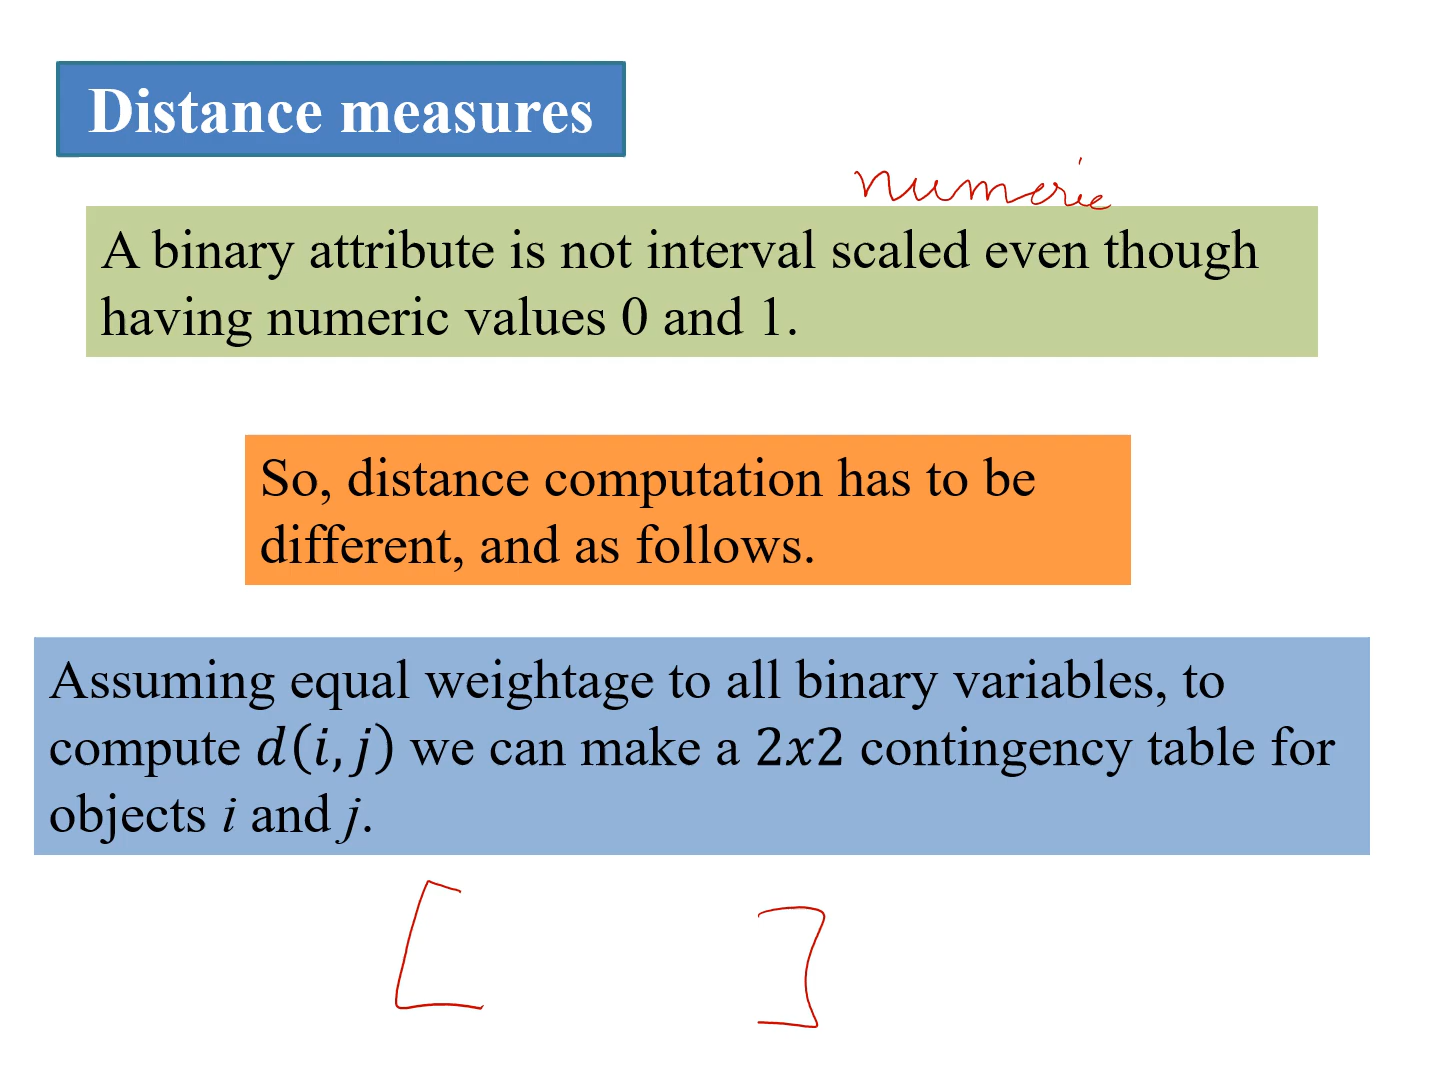 Distance measures
numeric
A binary attribute is not interval scaled even though
having numeric values 0 and 1.
So, distance computation has to be
different, and as follows.
Assuming equal weightage to all binary variables, to
compute d(i,j) we can make a 2x2 contingency table for
objects i and j.
[ ]